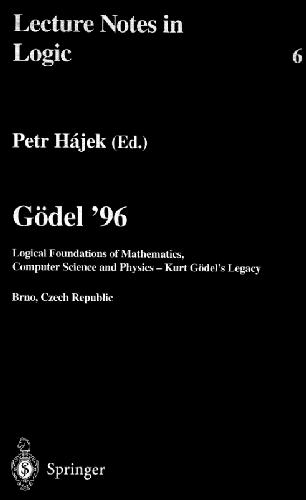 Lecture Notes in
Logic 6
Petr Hájek (Ed.)
Gödel '96
Logical Foundations of Mathematics,
Computer Science and Physics – Kurt Gödel's Legacy
Brno, Czech Republic
Springer